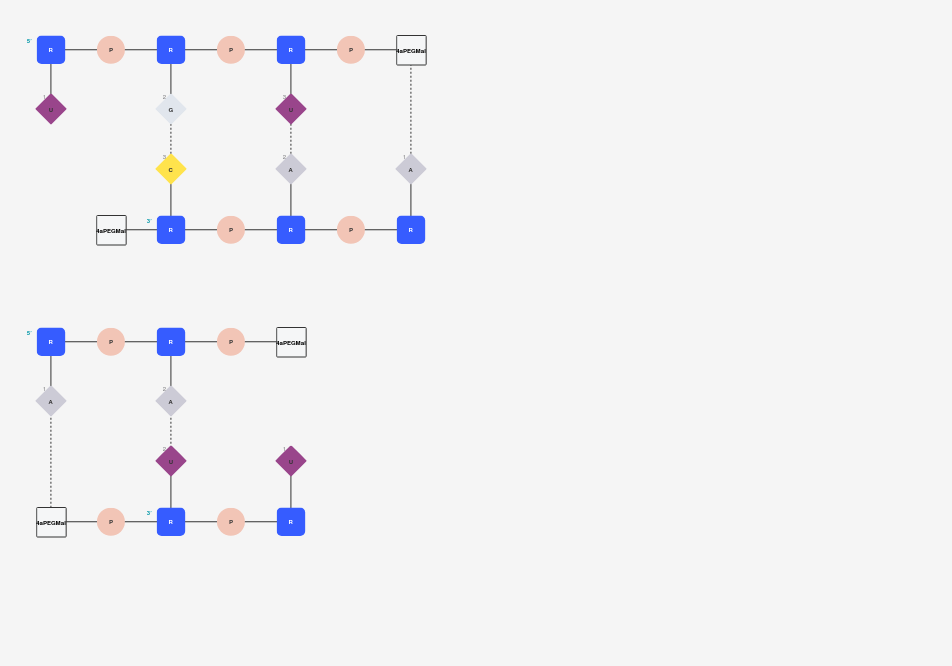 5' R P R P R P 4aPEGMal
1 U 2 G 3 U
3 C 2 A 1 A
4aPEGMal 3' R P R P R
5' R P R P 4aPEGMal
1 A 2 A
2 U 1 U
4aPEGMal P 3' R P R